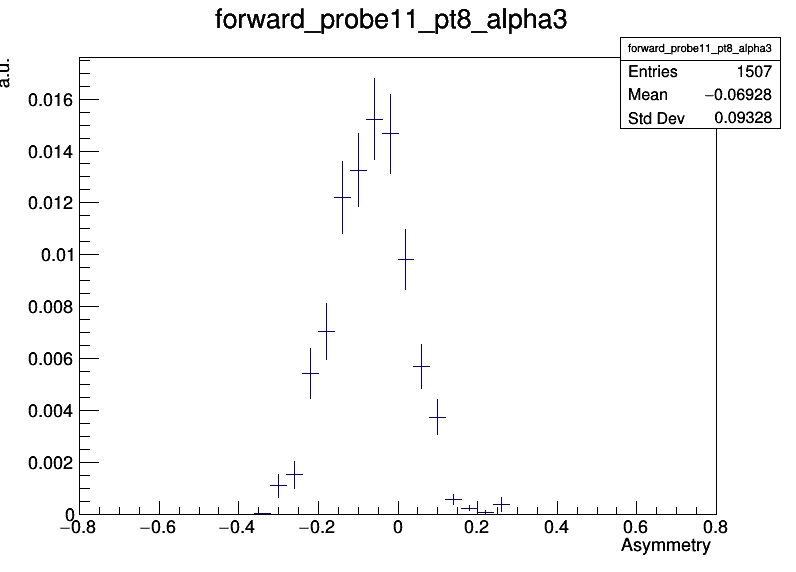 forward_probe11_pt8_alpha3
forward_probe11_pt8_alpha3
Entries 1507
Mean −0.06928
Std Dev 0.09328
a.u.
0.016
0.014
0.012
0.01
0.008
0.006
0.004
0.002
0
−0.8 −0.6 −0.4 −0.2 0 0.2 0.4 0.6 0.8
Asymmetry